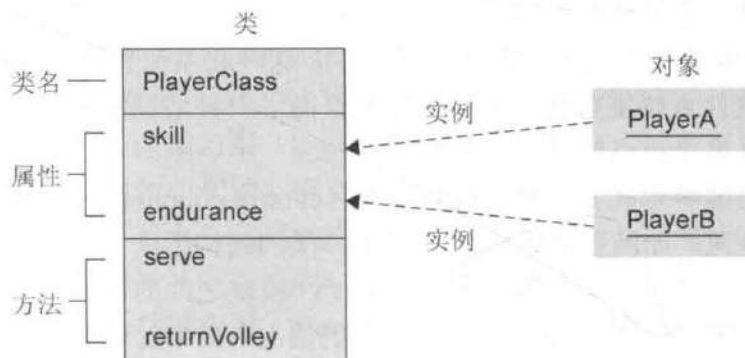 类
类名
PlayerClass
对象
实例
PlayerA
属性
skill
endurance
PlayerB
实例
方法
serve
returnVolley